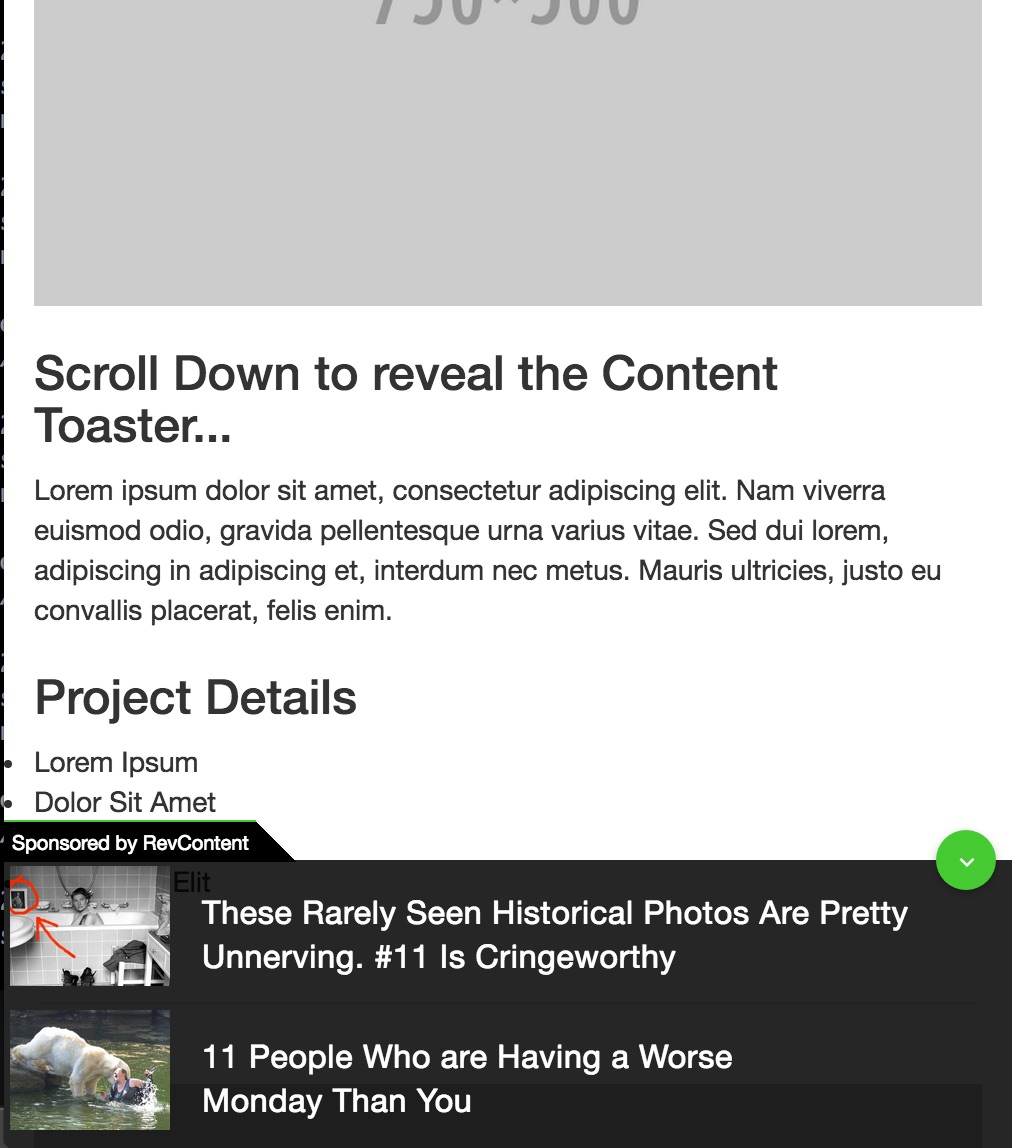 750×500
Scroll Down to reveal the Content
Toaster...
Lorem ipsum dolor sit amet, consectetur adipiscing elit. Nam viverra
euismod odio, gravida pellentesque urna varius vitae. Sed dui lorem,
adipiscing in adipiscing et, interdum nec metus. Mauris ultricies, justo eu
convallis placerat, felis enim.
Project Details
Lorem Ipsum
Dolor Sit Amet
Sponsored by RevContent
Elit
These Rarely Seen Historical Photos Are Pretty
Unnerving. #11 Is Cringeworthy
11 People Who are Having a Worse
Monday Than You